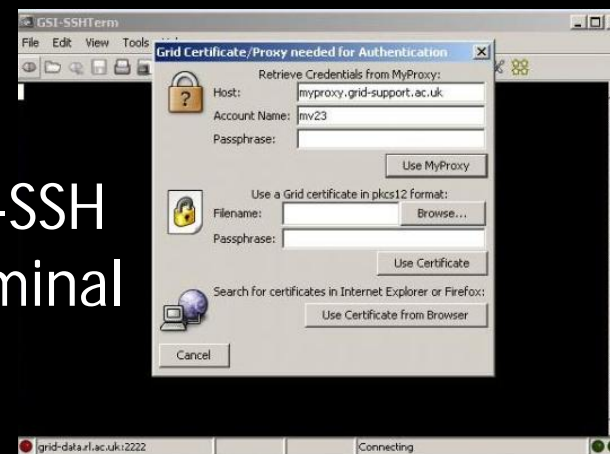 GSI-SSHTerm
File Edit View Tools
Grid Certificate/Proxy needed for Authentication
Retrieve Credentials from MyProxy:
Host: myproxy.grid-support.ac.uk
Account Name: mv23
Passphrase:
Use MyProxy
Use a Grid certificate in pkcs12 format:
Filename: Browse...
Passphrase:
Use Certificate
Search for certificates in Internet Explorer or Firefox:
Use Certificate from Browser
Cancel
grid-data.rl.ac.uk:2222 Connecting
-SSH
minal